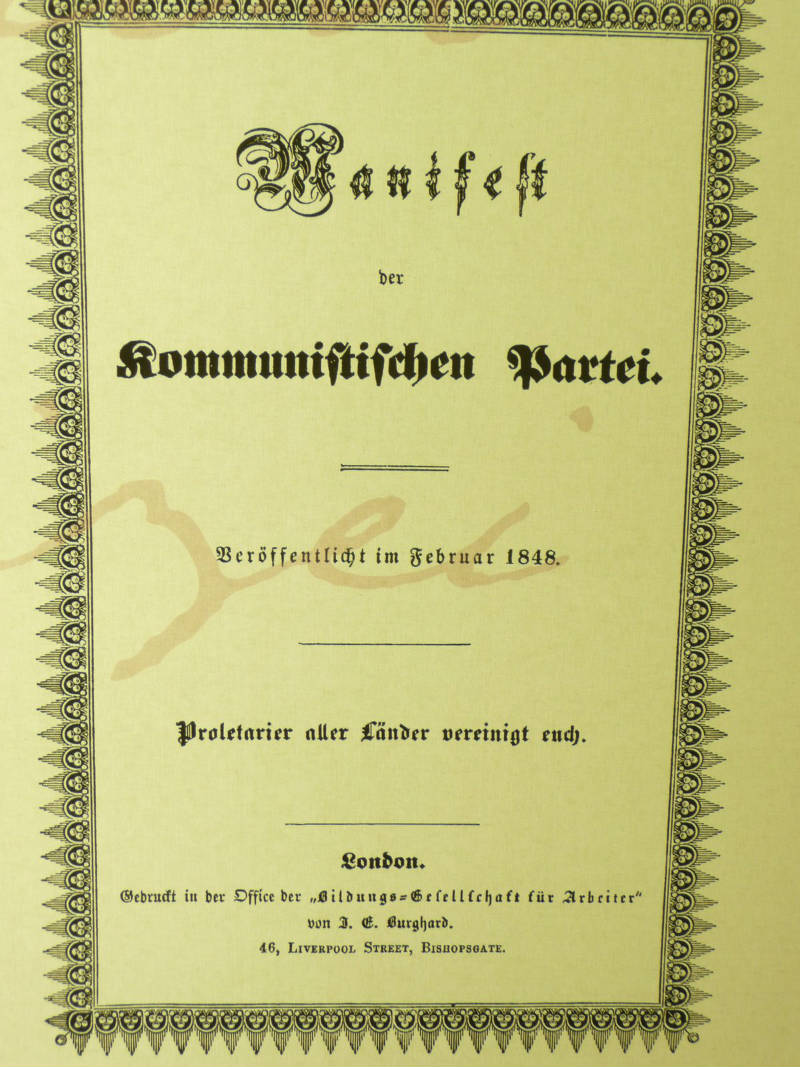 Manifest
der
Kommunistischen Partei.
Veröffentlicht im Februar 1848.
Proletarier aller Länder vereinigt euch.
London.
Gedruckt in der Office der „Bildungs=Gesellschaft für Arbeiter"
von J. E. Burghard.
46, Liverpool Street, Bishopsgate.